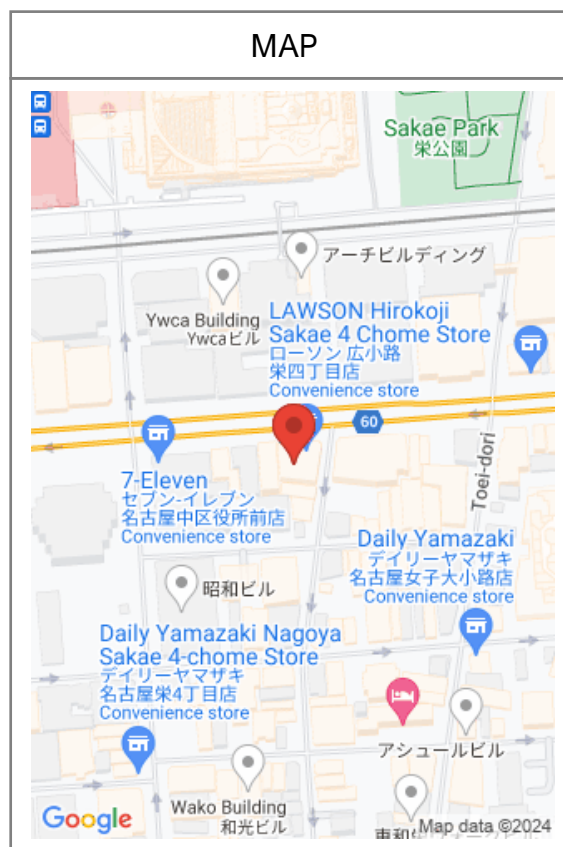 MAP
Sakae Park
栄公園
アーチビルディング
Ywca Building
Ywcaビル
LAWSON Hirokoji
Sakae 4 Chome Store
ローソン 広小路
栄四丁目店
Convenience store
60
7-Eleven
セブン-イレブン
名古屋中区役所前店
Convenience store
Toei-dori
Daily Yamazaki
デイリーヤマザキ
名古屋女子大小路店
Convenience store
昭和ビル
Daily Yamazaki Nagoya
Sakae 4-chome Store
デイリーヤマザキ
名古屋栄4丁目店
Convenience store
アシュールビル
Wako Building
和光ビル
Google
Map data ©2024